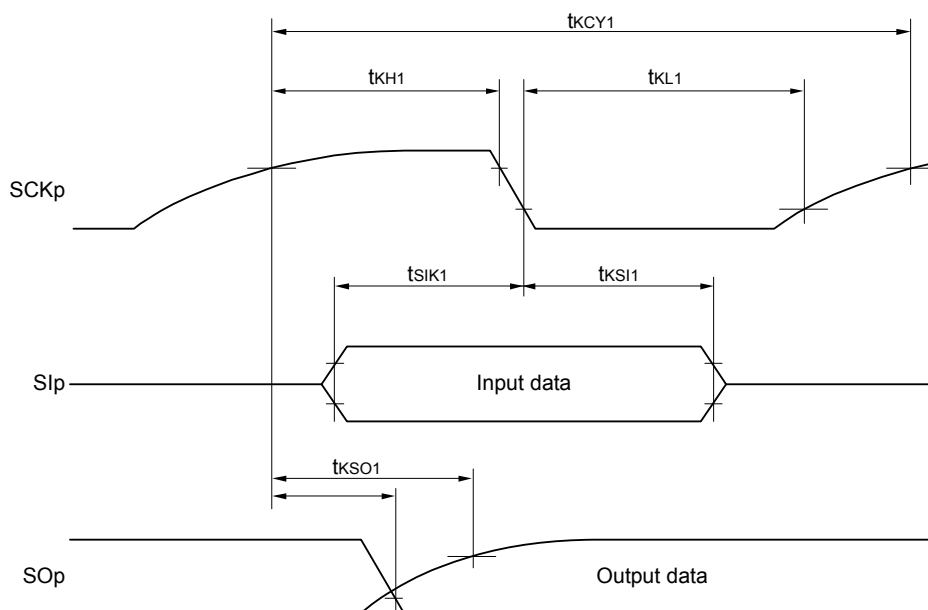 tKCY1
tKH1
tKL1
SCKp
tSIK1
tKSI1
SIp
Input data
tKSO1
SOp
Output data